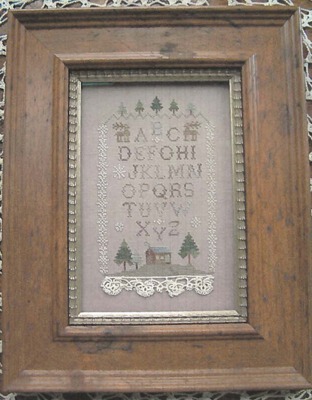 ABC
DEFGHI
JKLMN
OPQRS
TUVW
XYZ